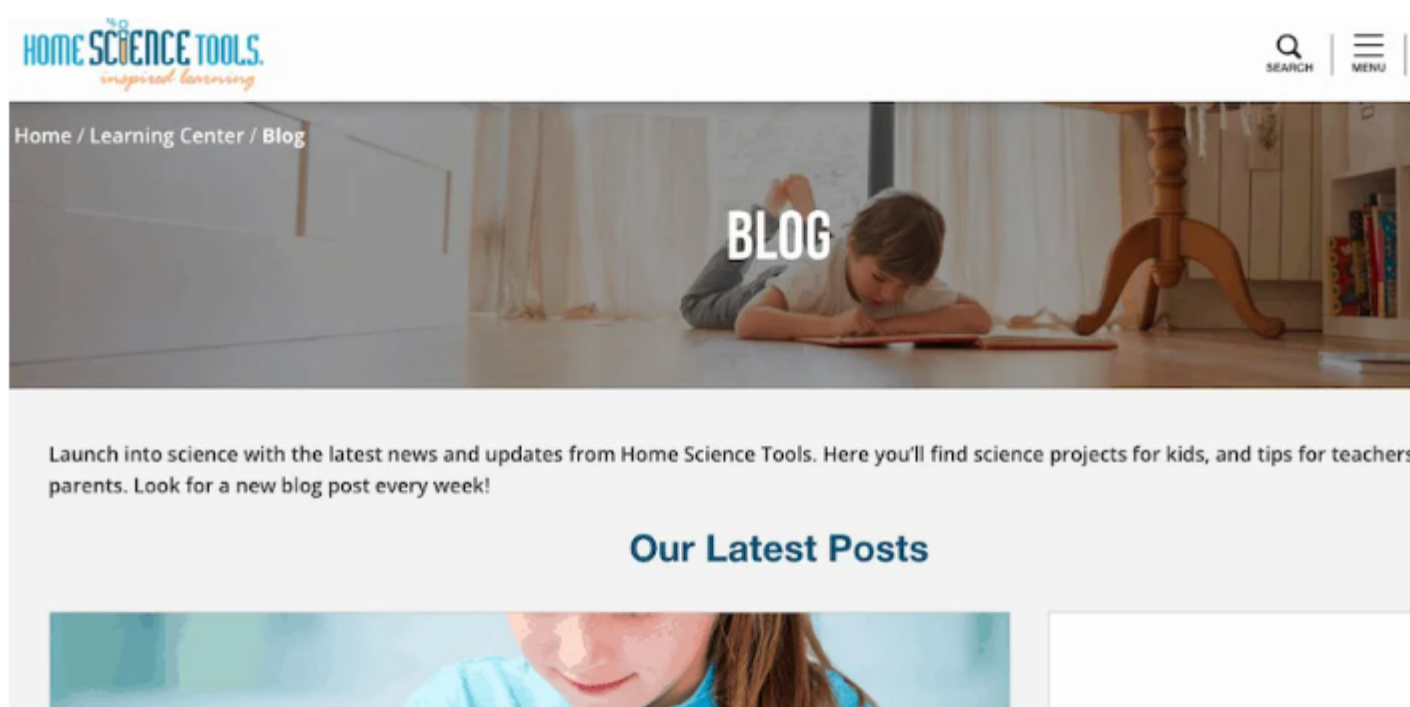 HOME SCIENCE TOOLS.
inspired learning
SEARCH
MENU
Home / Learning Center / Blog
BLOG
Launch into science with the latest news and updates from Home Science Tools. Here you'll find science projects for kids, and tips for teachers
parents. Look for a new blog post every week!
Our Latest Posts